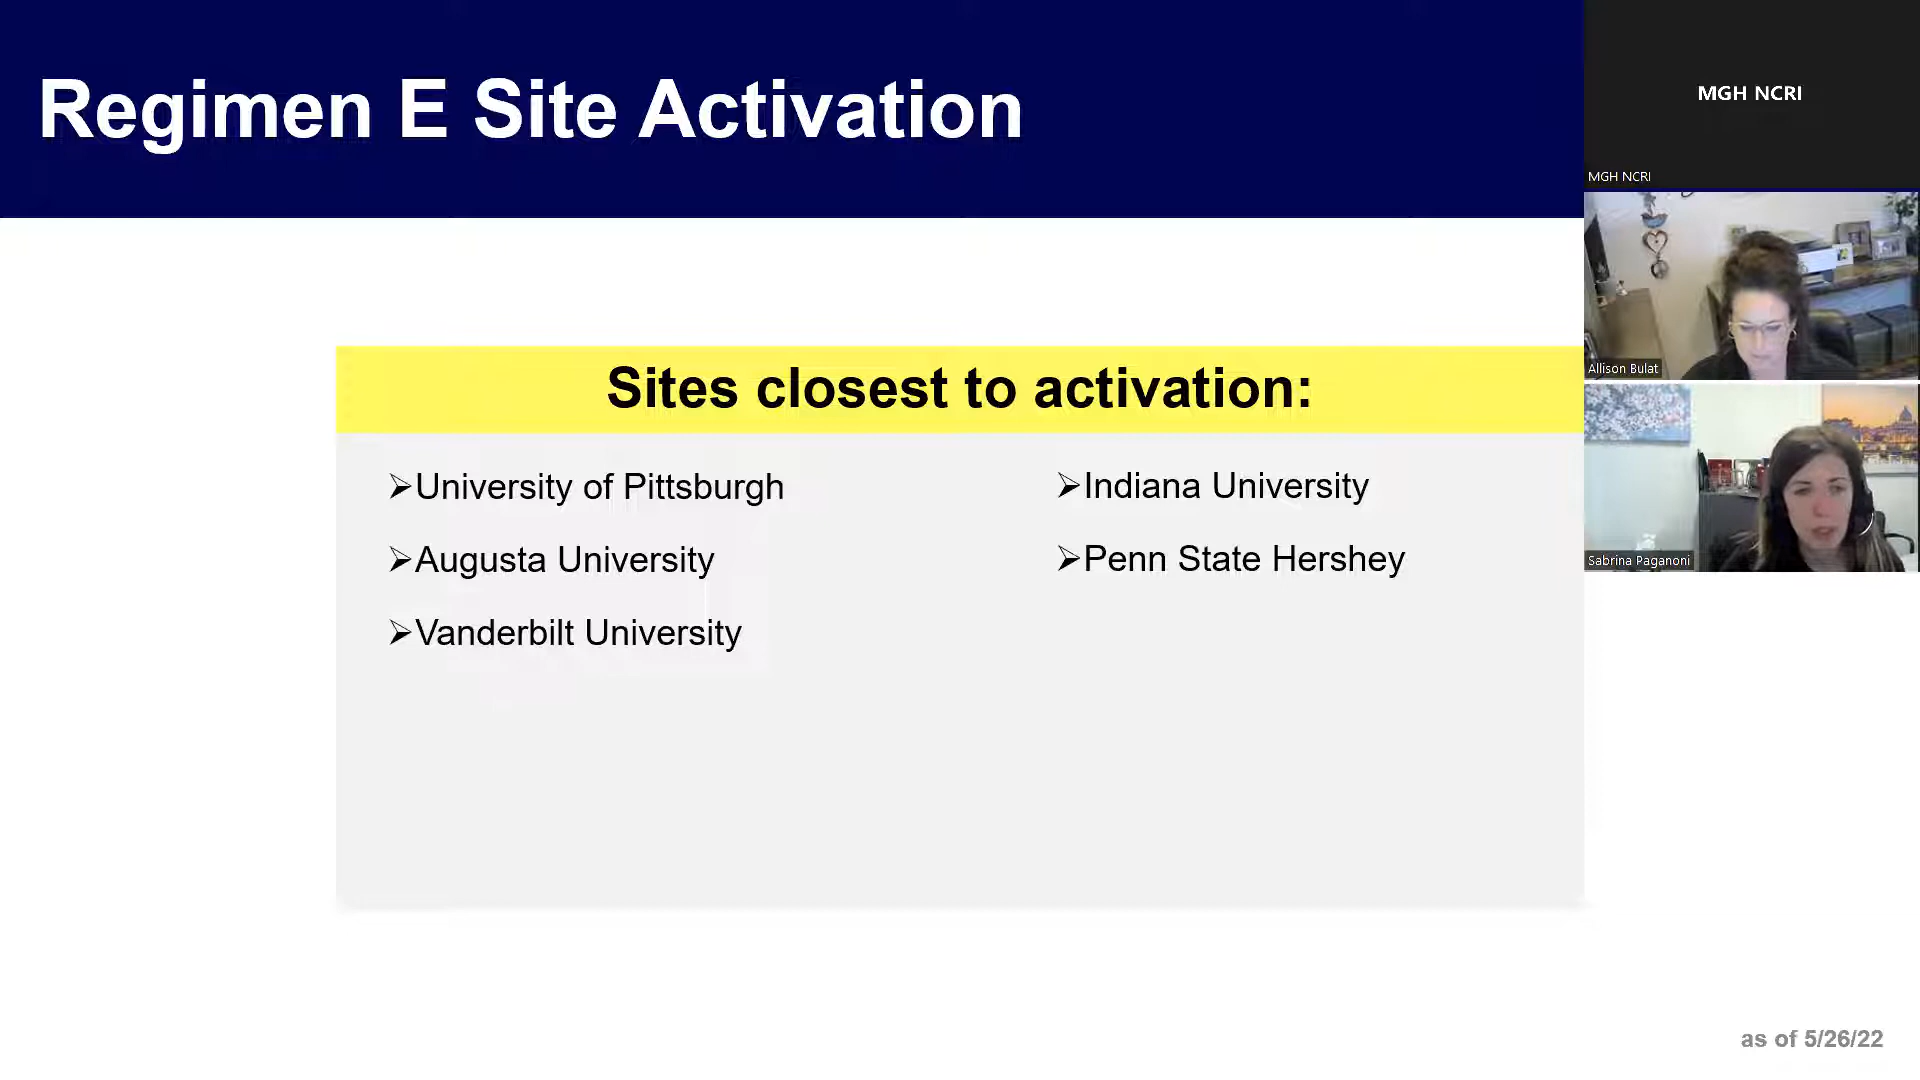 Regimen E Site Activation
Sites closest to activation:
➢University of Pittsburgh
➢Augusta University
➢Vanderbilt University
➢Indiana University
➢Penn State Hershey
as of 5/26/22
MGH NCRI
MGH NCRI
Allison Bulat
Sabrina Paganoni